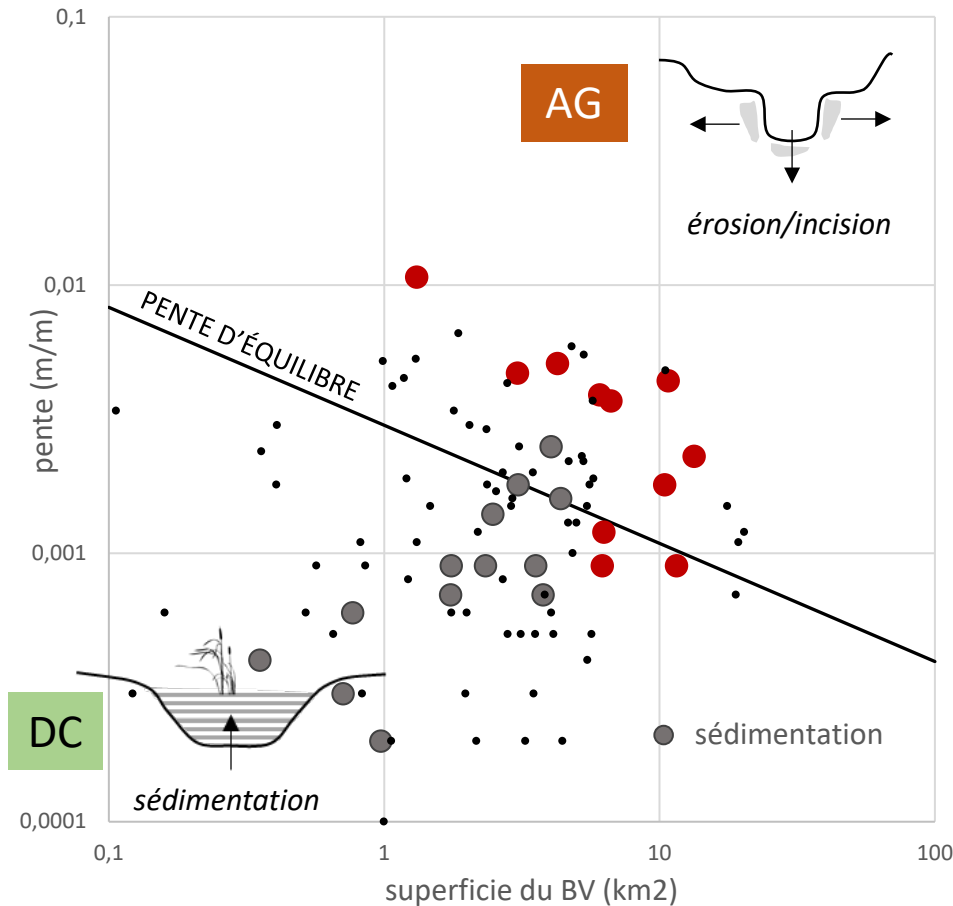 0,1
AG
érosion/incision
0,01
PENTE D'ÉQUILIBRE
pente (m/m)
0,001
DC
sédimentation
sédimentation
0,0001
0,1
1
10
100
superficie du BV (km2)